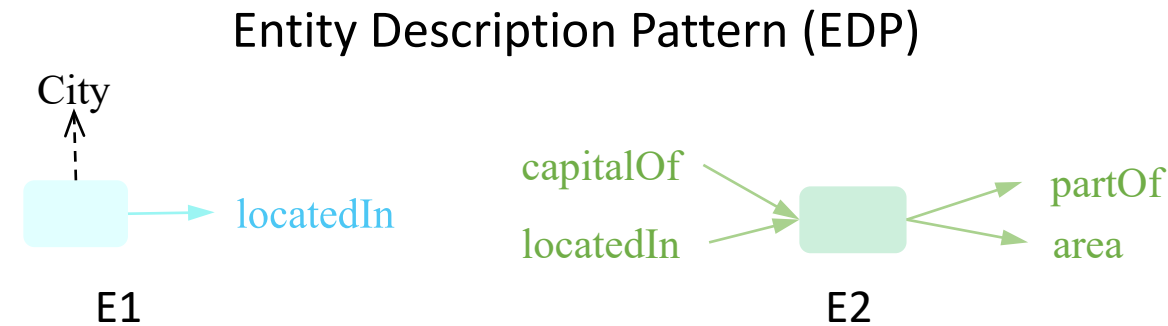 Entity Description Pattern (EDP)
City
locatedIn
E1
capitalOf
locatedIn
partOf
area
E2